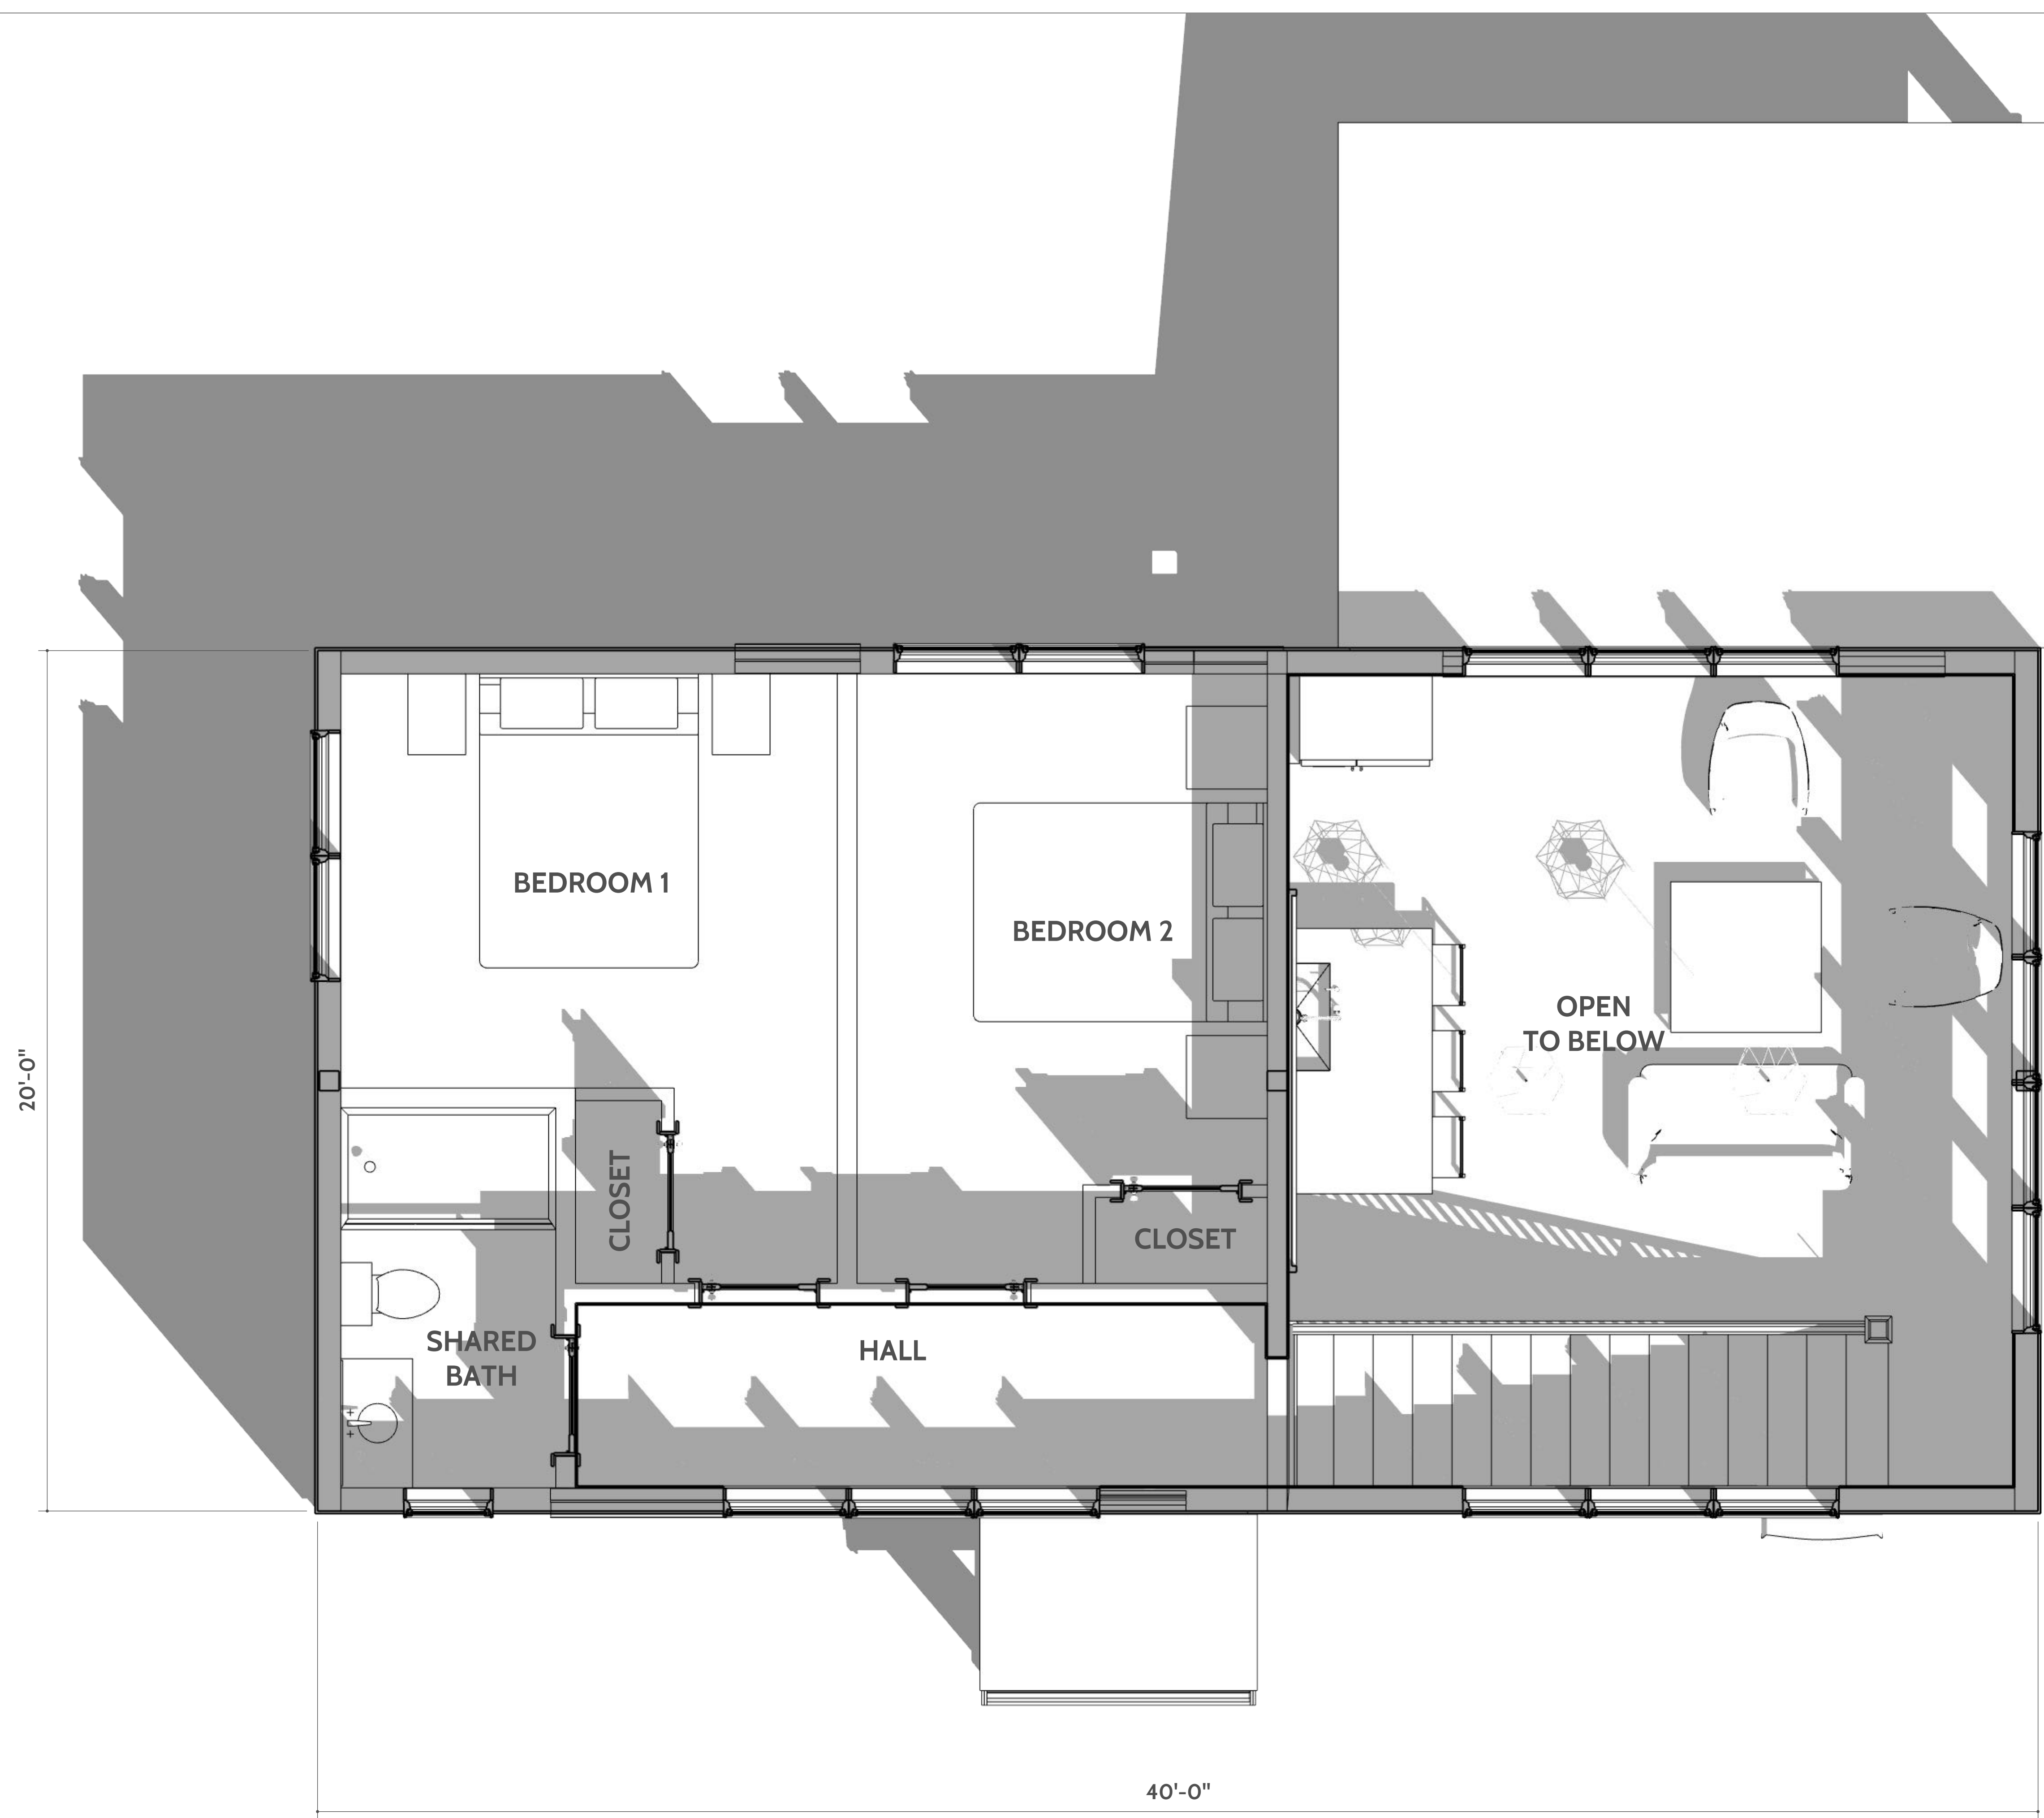 BEDROOM 1
BEDROOM 2
OPEN
TO BELOW
20'-0"
CLOSET
CLOSET
SHARED
BATH
HALL
40'-0"